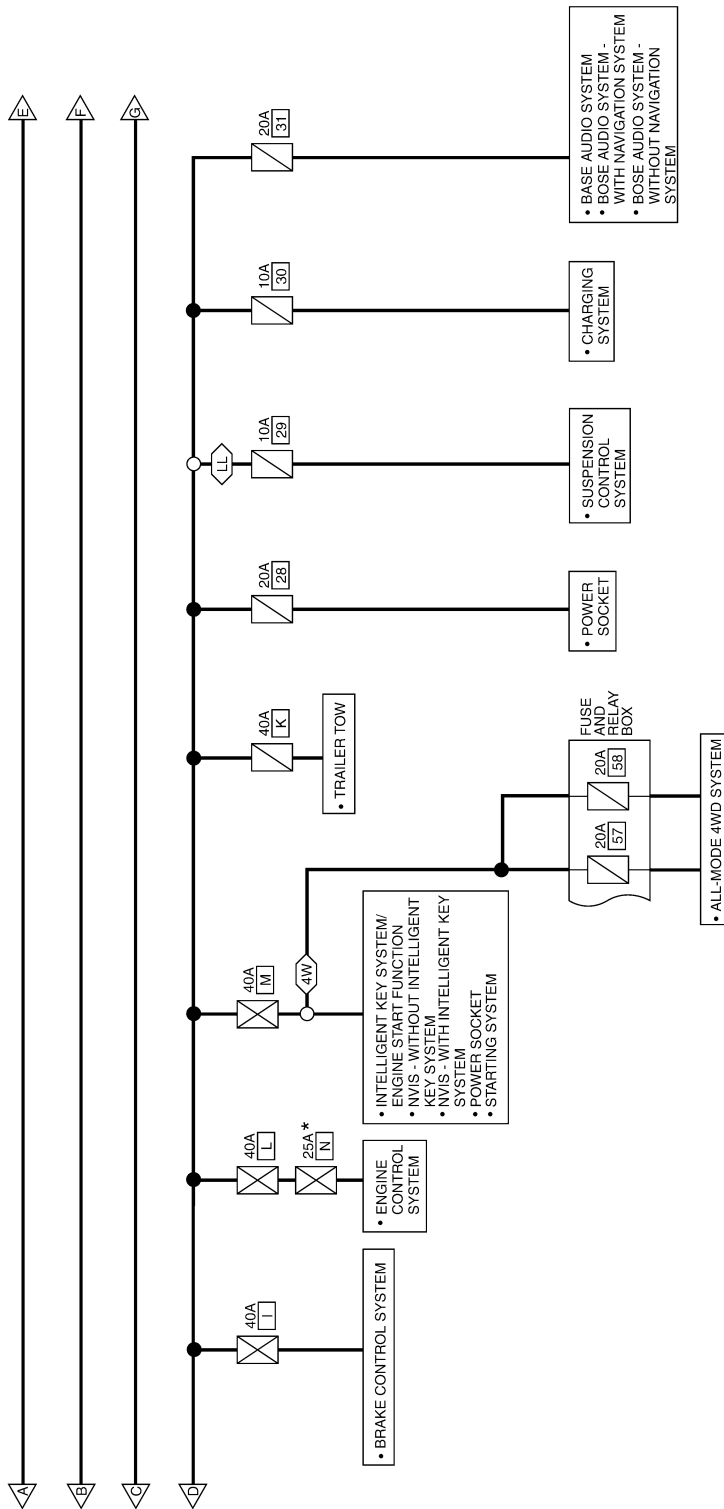 A
E
B
F
C
G
D
40A
I
• BRAKE CONTROL SYSTEM
40A
L
25A*
N
• ENGINE
CONTROL
SYSTEM
40A
M
4W
• INTELLIGENT KEY SYSTEM/
ENGINE START FUNCTION
• NVIS - WITHOUT INTELLIGENT
KEY SYSTEM
• NVIS - WITH INTELLIGENT KEY
SYSTEM
• POWER SOCKET
• STARTING SYSTEM
20A
57
20A
58
FUSE
AND
RELAY
BOX
• ALL-MODE 4WD SYSTEM
40A
K
• TRAILER TOW
20A
28
• POWER
SOCKET
LL
10A
29
• SUSPENSION
CONTROL
SYSTEM
10A
30
• CHARGING
SYSTEM
20A
31
• BASE AUDIO SYSTEM
• BOSE AUDIO SYSTEM -
WITH NAVIGATION SYSTEM
• BOSE AUDIO SYSTEM -
WITHOUT NAVIGATION
SYSTEM